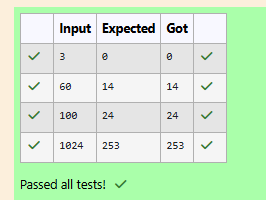 Input Expected Got
3 0 0
60 14 14
100 24 24
1024 253 253
Passed all tests!